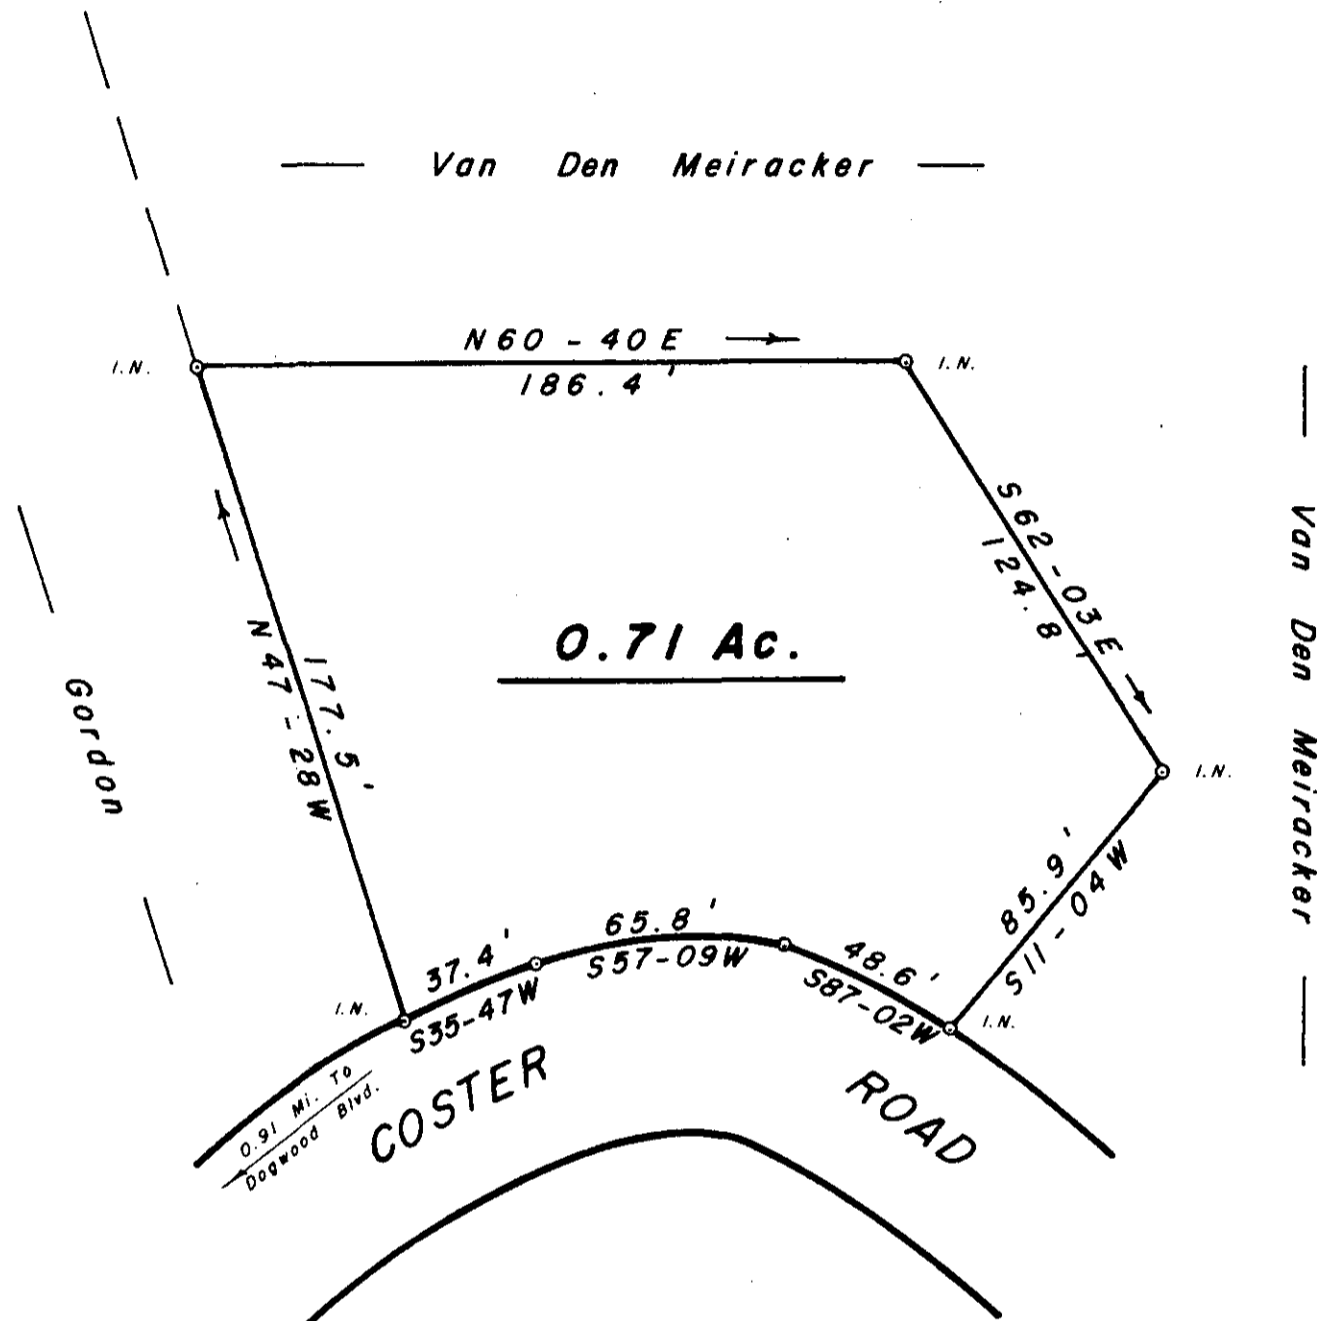 — Van Den Meiracker —
N60-40E
186.4'
I.N.
I.N.
S62-03E
124.8'
— Van Den Meiracker —
I.N.
N47-28W
177.5'
0.71 Ac.
— Gordon —
85.9'
S11-04W
37.4'
S35-47W
65.8'
S57-09W
48.6'
S87-02W
I.N.
I.N.
COSTER ROAD
0.91 Mi. TO
Dogwood Blvd.